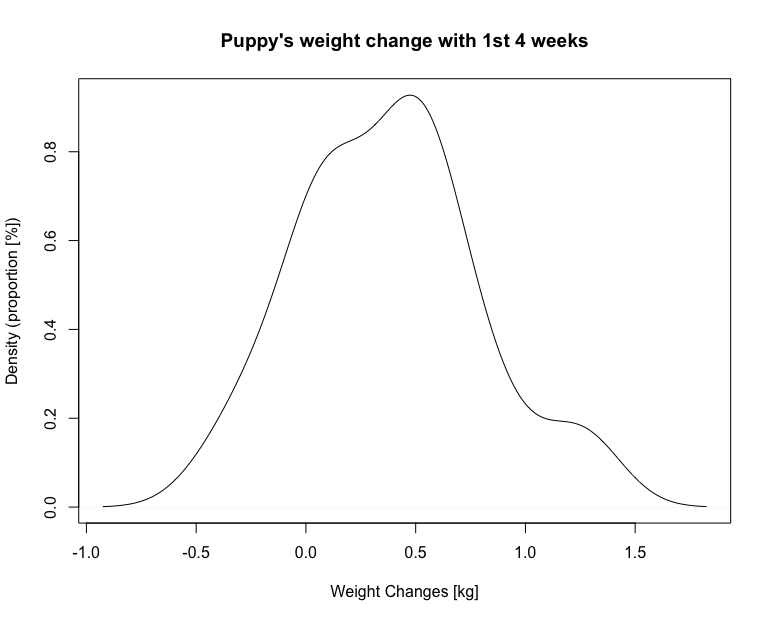 Puppy's weight change with 1st 4 weeks
Density (proportion [%])
0.8
0.6
0.4
0.2
0.0
-1.0 -0.5 0.0 0.5 1.0 1.5
Weight Changes [kg]